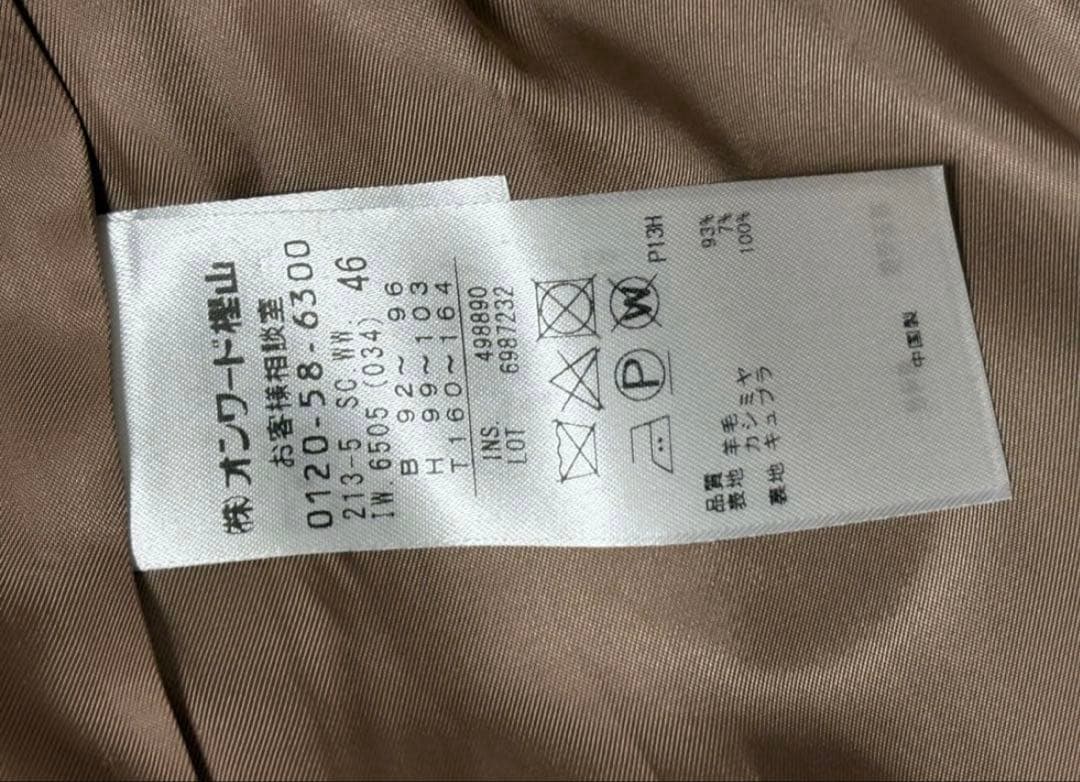 (株)オンワード樫山
お客様相談室
0120-58-6300
213-5 SC.WW
IW.6505 (034) 46
B 92～ 96
H 99～103
T 160～164
INS. 498890
LOT 6987232
W
P
P13H
品質
表地 羊毛 93%
カシミヤ 7%
裏地 キュプラ 100%
中国製